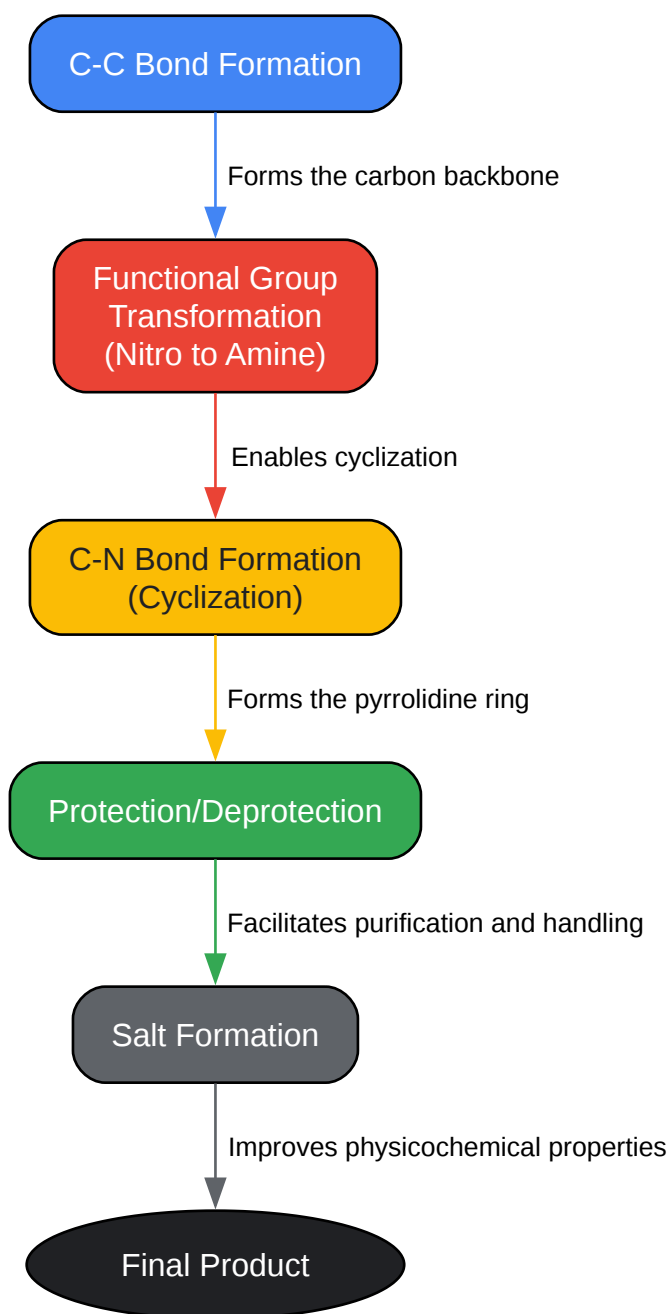 C-C Bond Formation
Forms the carbon backbone
Functional Group
Transformation
(Nitro to Amine)
Enables cyclization
C-N Bond Formation
(Cyclization)
Forms the pyrrolidine ring
Protection/Deprotection
Facilitates purification and handling
Salt Formation
Improves physicochemical properties
Final Product